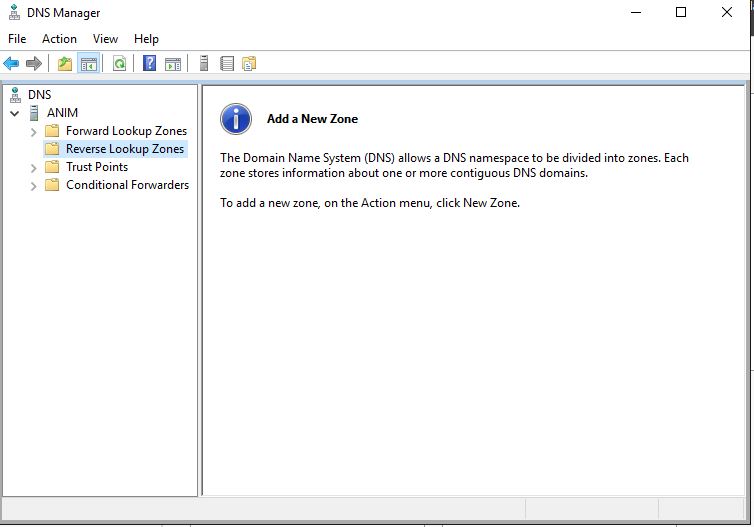 DNS Manager
File Action View Help
DNS
ANIM
Forward Lookup Zones
Reverse Lookup Zones
Trust Points
Conditional Forwarders
Add a New Zone
The Domain Name System (DNS) allows a DNS namespace to be divided into zones. Each
zone stores information about one or more contiguous DNS domains.
To add a new zone, on the Action menu, click New Zone.